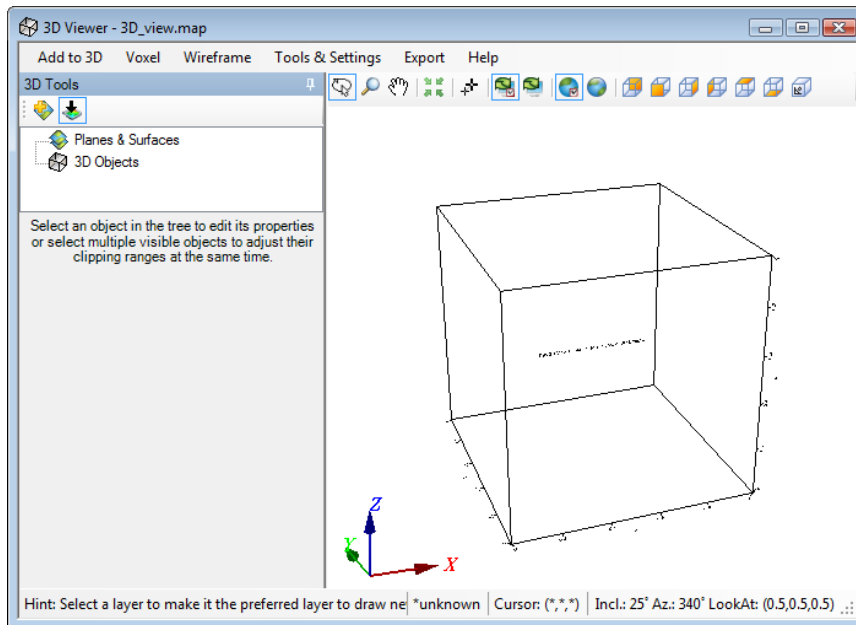 3D Viewer - 3D_view.map
Add to 3D Voxel Wireframe Tools & Settings Export Help
3D Tools
Planes & Surfaces
3D Objects
Select an object in the tree to edit its properties
or select multiple visible objects to adjust their
clipping ranges at the same time.
Z
Y
X
Hint: Select a layer to make it the preferred layer to draw ne *unknown Cursor: (*,*,*) Incl.: 25° Az.: 340° LookAt: (0.5,0.5,0.5)